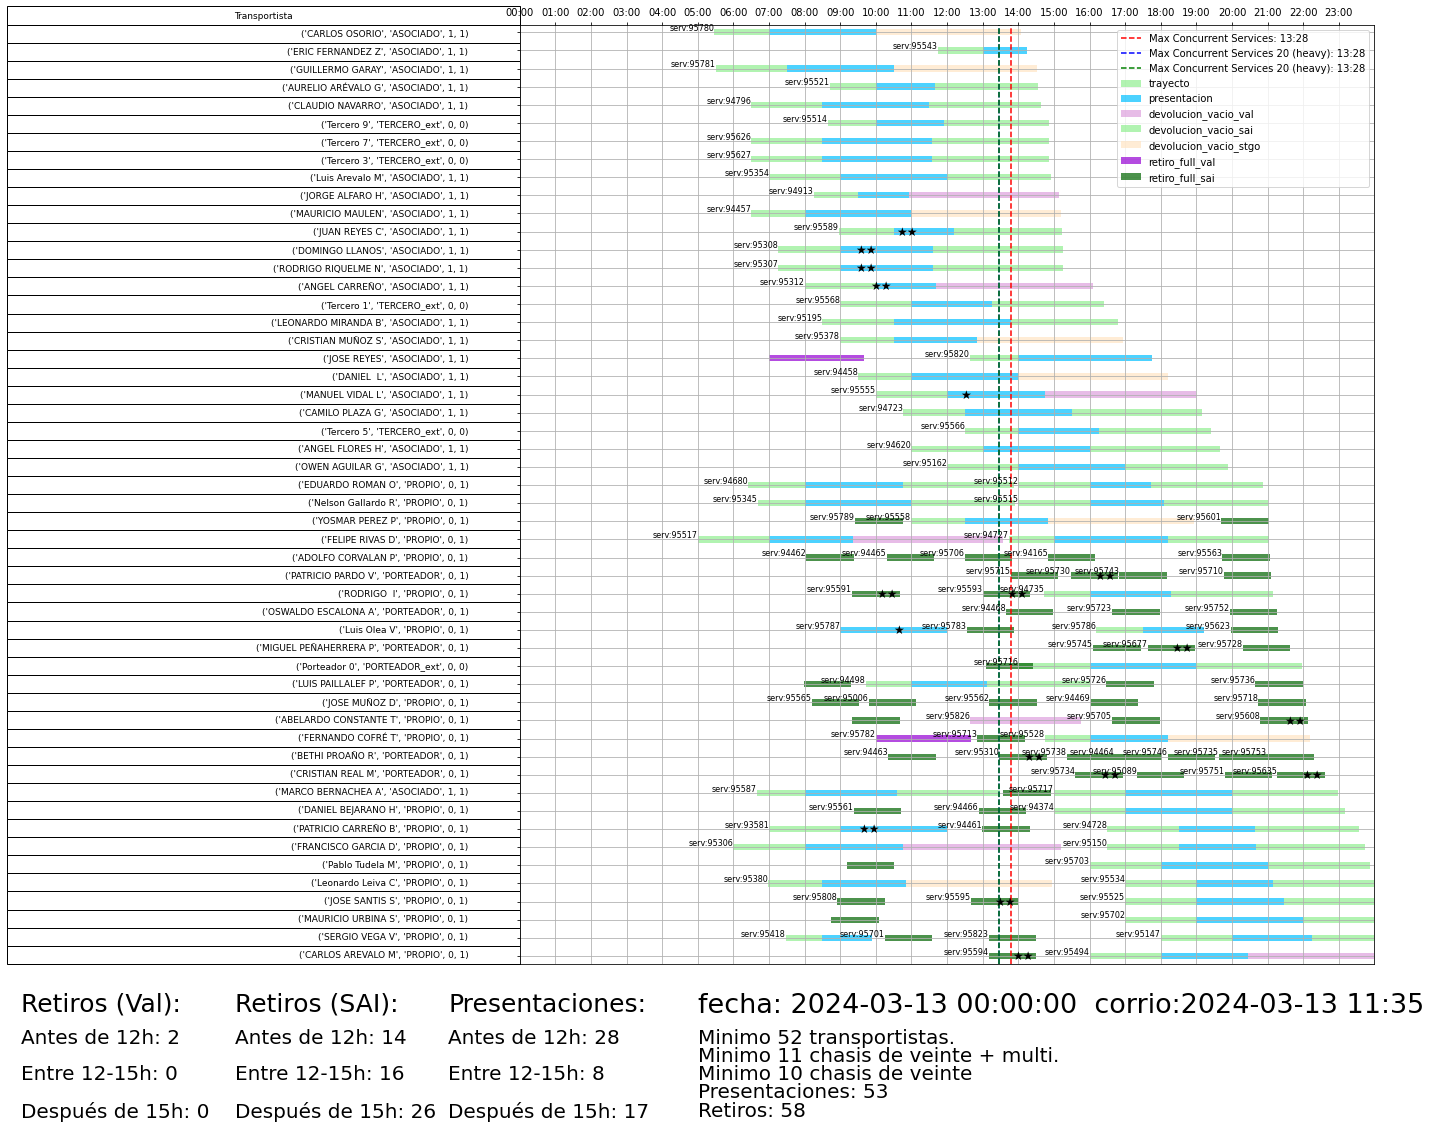 Transportista
00:00 01:00 02:00 03:00 04:00 05:00 06:00 07:00 08:00 09:00 10:00 11:00 12:00 13:00 14:00 15:00 16:00 17:00 18:00 19:00 20:00 21:00 22:00 23:00
Max Concurrent Services: 13:28
Max Concurrent Services 20 (heavy): 13:28
Max Concurrent Services 20 (heavy): 13:28
trayecto
presentacion
devolucion_vacio_val
devolucion_vacio_sai
devolucion_vacio_stgo
retiro_full_val
retiro_full_sai
('CARLOS OSORIO', 'ASOCIADO', 1, 1) serv:95780
('ERIC FERNANDEZ Z', 'ASOCIADO', 1, 1) serv:95543
('GUILLERMO GARAY', 'ASOCIADO', 1, 1) serv:95781
('AURELIO ARÉVALO G', 'ASOCIADO', 1, 1) serv:95521
('CLAUDIO NAVARRO', 'ASOCIADO', 1, 1) serv:94796
('Tercero 9', 'TERCERO_ext', 0, 0) serv:95514
('Tercero 7', 'TERCERO_ext', 0, 0) serv:95626
('Tercero 3', 'TERCERO_ext', 0, 0) serv:95627
('Luis Arevalo M', 'ASOCIADO', 1, 1) serv:95354
('JORGE ALFARO H', 'ASOCIADO', 1, 1) serv:94913
('MAURICIO MAULEN', 'ASOCIADO', 1, 1) serv:94457
('JUAN REYES C', 'ASOCIADO', 1, 1) serv:95589
('DOMINGO LLANOS', 'ASOCIADO', 1, 1) serv:95308
('RODRIGO RIQUELME N', 'ASOCIADO', 1, 1) serv:95307
('ANGEL CARREÑO', 'ASOCIADO', 1, 1) serv:95312
('Tercero 1', 'TERCERO_ext', 0, 0) serv:95568
('LEONARDO MIRANDA B', 'ASOCIADO', 1, 1) serv:95195
('CRISTIAN MUÑOZ S', 'ASOCIADO', 1, 1) serv:95378
('JOSE REYES', 'ASOCIADO', 1, 1) serv:95820
('DANIEL  L', 'ASOCIADO', 1, 1) serv:94458
('MANUEL VIDAL L', 'ASOCIADO', 1, 1) serv:95555
('CAMILO PLAZA G', 'ASOCIADO', 1, 1) serv:94723
('Tercero 5', 'TERCERO_ext', 0, 0) serv:95566
('ANGEL FLORES H', 'ASOCIADO', 1, 1) serv:94620
('OWEN AGUILAR G', 'ASOCIADO', 1, 1) serv:95162
('EDUARDO ROMAN O', 'PROPIO', 0, 1) serv:94680 serv:95512
('Nelson Gallardo R', 'PROPIO', 0, 1) serv:95345 serv:95515
('YOSMAR PEREZ P', 'PROPIO', 0, 1) serv:95789 serv:95558 serv:95601
('FELIPE RIVAS D', 'PROPIO', 0, 1) serv:95517 serv:94727
('ADOLFO CORVALAN P', 'PROPIO', 0, 1) serv:94462 serv:94465 serv:95706 serv:94165 serv:95563
('PATRICIO PARDO V', 'PORTEADOR', 0, 1) serv:95715 serv:95730 serv:95743 serv:95710
('RODRIGO  I', 'PROPIO', 0, 1) serv:95591 serv:95593 serv:94735
('OSWALDO ESCALONA A', 'PORTEADOR', 0, 1) serv:94468 serv:95723 serv:95752
('Luis Olea V', 'PROPIO', 0, 1) serv:95787 serv:95783 serv:95786 serv:95623
('MIGUEL PEÑAHERRERA P', 'PORTEADOR', 0, 1) serv:95745 serv:95677 serv:95728
('Porteador 0', 'PORTEADOR_ext', 0, 0) serv:95716
('LUIS PAILLALEF P', 'PORTEADOR', 0, 1) serv:94498 serv:95726 serv:95736
('JOSE MUÑOZ D', 'PROPIO', 0, 1) serv:95565 serv:95006 serv:95562 serv:94469 serv:95718
('ABELARDO CONSTANTE T', 'PROPIO', 0, 1) serv:95826 serv:95705 serv:95608
('FERNANDO COFRÉ T', 'PROPIO', 0, 1) serv:95782 serv:95713 serv:95528
('BETHI PROAÑO R', 'PORTEADOR', 0, 1) serv:94463 serv:95310 serv:95738 serv:94464 serv:95746 serv:95735 serv:95753
('CRISTIAN REAL M', 'PORTEADOR', 0, 1) serv:95734 serv:95089 serv:95751 serv:95635
('MARCO BERNACHEA A', 'ASOCIADO', 1, 1) serv:95587 serv:95717
('DANIEL BEJARANO H', 'PROPIO', 0, 1) serv:95561 serv:94466 serv:94374
('PATRICIO CARREÑO B', 'PROPIO', 0, 1) serv:93581 serv:94461 serv:94728
('FRANCISCO GARCIA D', 'PROPIO', 0, 1) serv:95306 serv:95150
('Pablo Tudela M', 'PROPIO', 0, 1) serv:95703
('Leonardo Leiva C', 'PROPIO', 0, 1) serv:95380 serv:95534
('JOSE SANTIS S', 'PROPIO', 0, 1) serv:95808 serv:95595 serv:95525
('MAURICIO URBINA S', 'PROPIO', 0, 1) serv:95702
('SERGIO VEGA V', 'PROPIO', 0, 1) serv:95418 serv:95701 serv:95823 serv:95147
('CARLOS AREVALO M', 'PROPIO', 0, 1) serv:95594 serv:95494
Retiros (Val):
Antes de 12h: 2
Entre 12-15h: 0
Después de 15h: 0
Retiros (SAI):
Antes de 12h: 14
Entre 12-15h: 16
Después de 15h: 26
Presentaciones:
Antes de 12h: 28
Entre 12-15h: 8
Después de 15h: 17
fecha: 2024-03-13 00:00:00  corrio:2024-03-13 11:35
Minimo 52 transportistas.
Minimo 11 chasis de veinte + multi.
Minimo 10 chasis de veinte
Presentaciones: 53
Retiros: 58